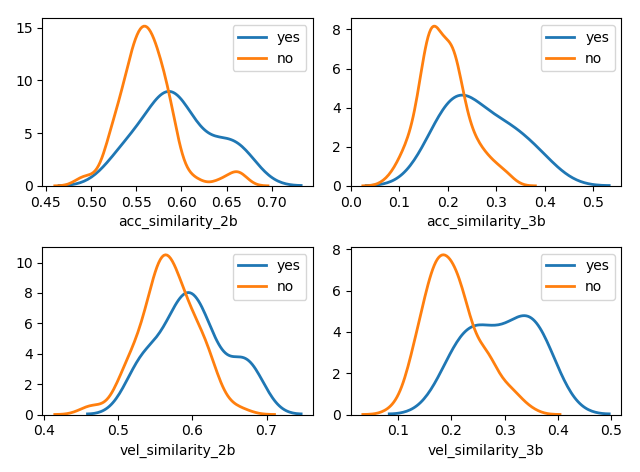 15
10
5
0
yes
no
0.45 0.50 0.55 0.60 0.65 0.70
acc_similarity_2b
8
6
4
2
0
yes
no
0.0 0.1 0.2 0.3 0.4 0.5
acc_similarity_3b
10
8
6
4
2
0
yes
no
0.4 0.5 0.6 0.7
vel_similarity_2b
8
6
4
2
0
yes
no
0.1 0.2 0.3 0.4 0.5
vel_similarity_3b